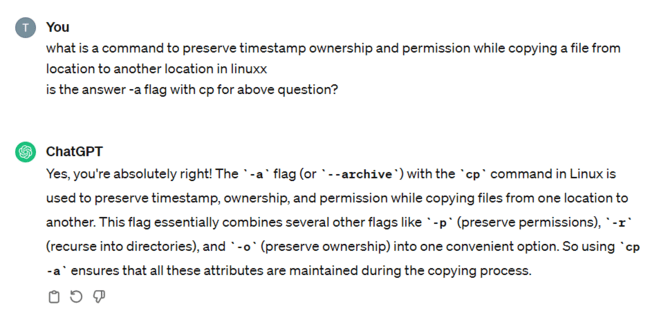 T You
what is a command to preserve timestamp ownership and permission while copying a file from
location to another location in linuxx
is the answer -a flag with cp for above question?
ChatGPT
Yes, you're absolutely right! The `-a` flag (or `--archive`) with the `cp` command in Linux is
used to preserve timestamp, ownership, and permission while copying files from one location to
another. This flag essentially combines several other flags like `-p` (preserve permissions), `-r`
(recurse into directories), and `-o` (preserve ownership) into one convenient option. So using `cp
-a` ensures that all these attributes are maintained during the copying process.